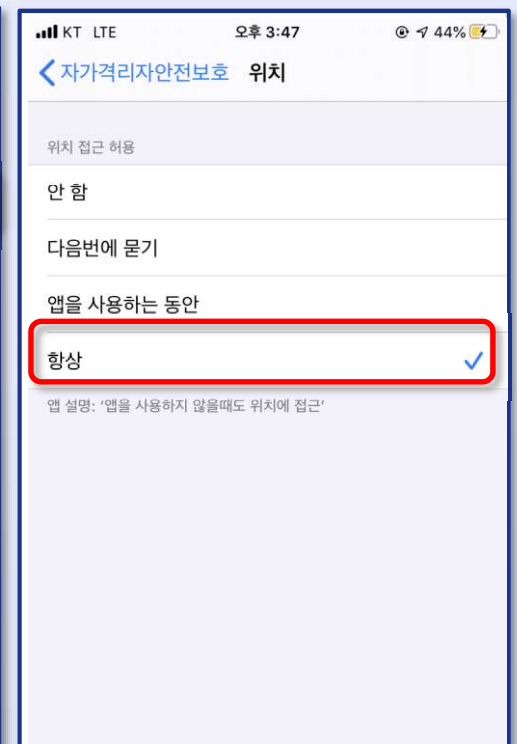 KT LTE 오후 3:47 44%
자가격리자안전보호 위치
위치 접근 허용
안 함
다음번에 묻기
앱을 사용하는 동안
항상
앱 설명: '앱을 사용하지 않을때도 위치에 접근'